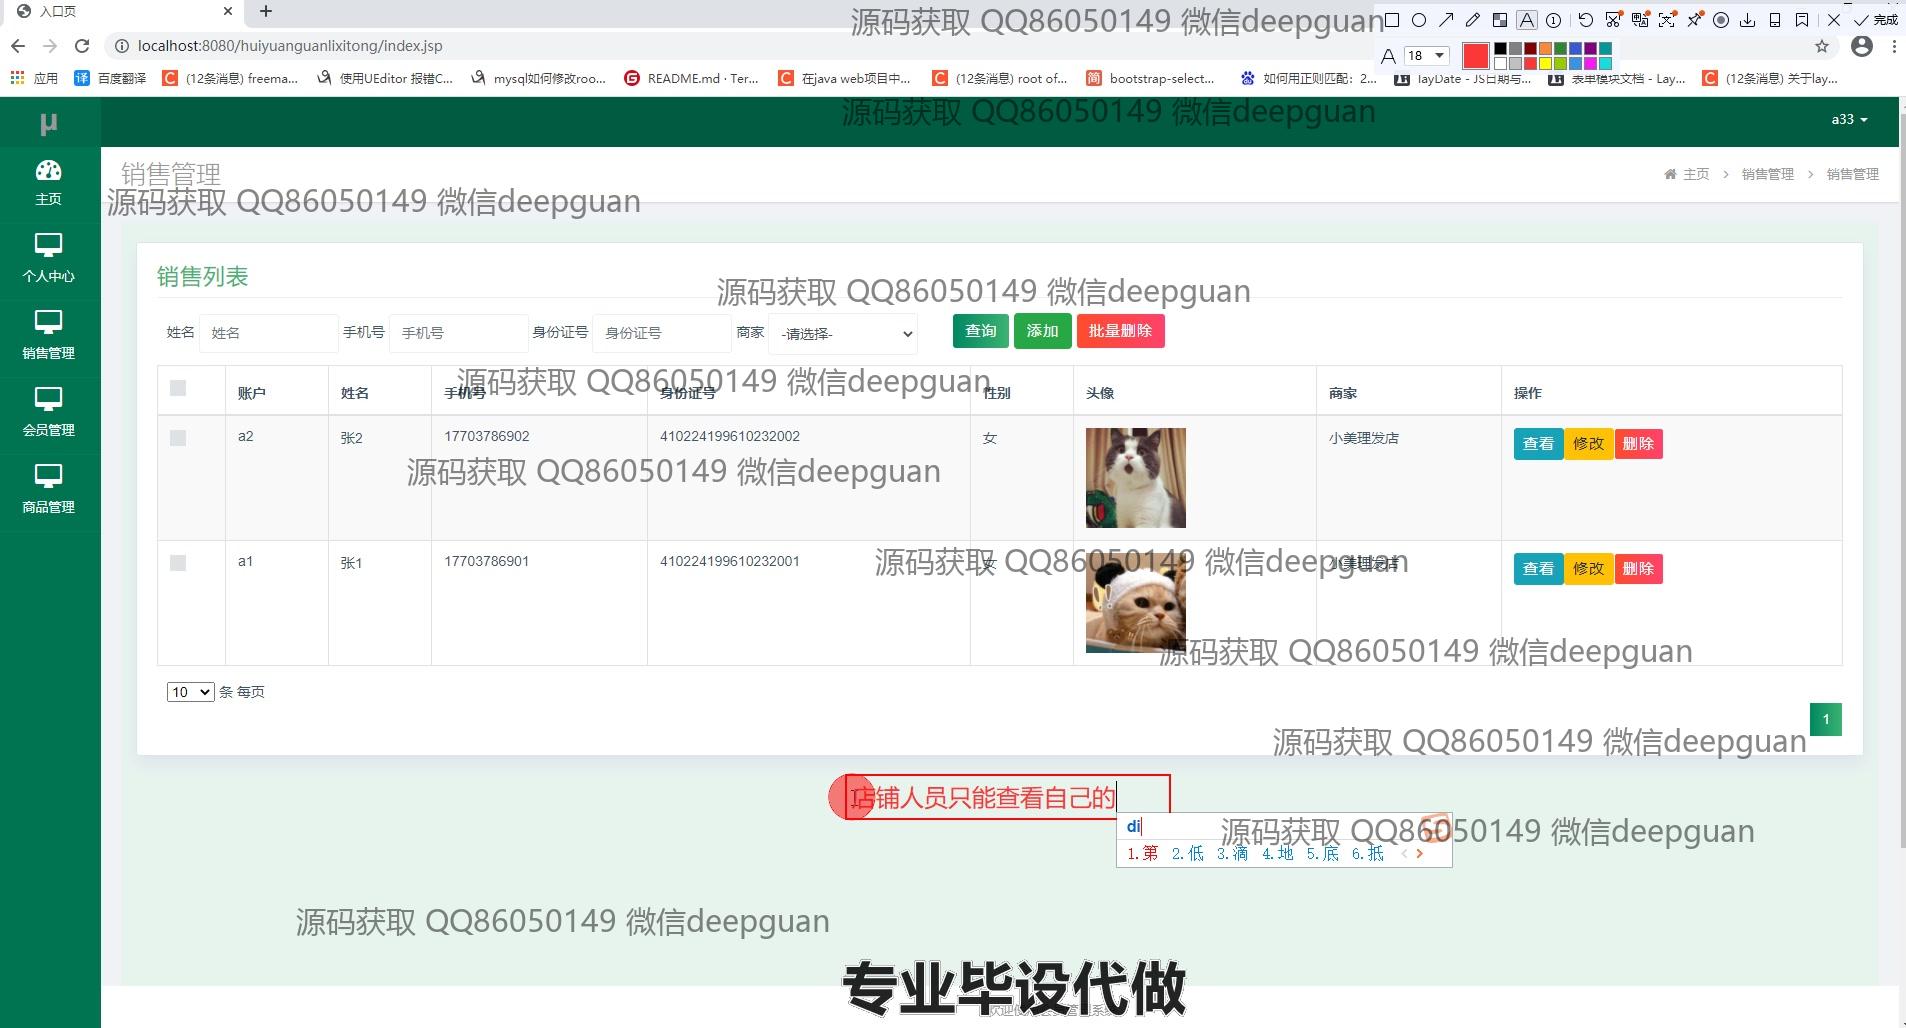 入口页
源码获取 QQ86050149 微信deepguan
完成
localhost:8080/huiyuanguanlixitong/index.jsp
18
应用 百度翻译 (12条消息) freema... 使用UEditor 报错C... mysql如何修改roo... README.md · Ter... 在java web项目中... (12条消息) root of... bootstrap-select... 如何用正则匹配：2... layDate - JS日期与... 表单模块文档 - Lay... (12条消息) 关于lay...
μ
源码获取 QQ86050149 微信deepguan
a33
主页
个人中心
销售管理
会员管理
商品管理
销售管理
主页 > 销售管理 > 销售管理
源码获取 QQ86050149 微信deepguan
销售列表
源码获取 QQ86050149 微信deepguan
姓名 姓名 手机号 手机号 身份证号 身份证号 商家 -请选择- 查询 添加 批量删除
源码获取 QQ86050149 微信deepguan
账户 姓名 手机号 身份证号 性别 头像 商家 操作
a2 张2 17703786902 410224199610232002 女 小美理发店 查看 修改 删除
源码获取 QQ86050149 微信deepguan
a1 张1 17703786901 410224199610232001 女 小美理发店 查看 修改 删除
源码获取 QQ86050149 微信deepguan
源码获取 QQ86050149 微信deepguan
10 条 每页
1
源码获取 QQ86050149 微信deepguan
店铺人员只能查看自己的
di
源码获取 QQ86050149 微信deepguan
1.第 2.低 3.滴 4.地 5.底 6.抵
源码获取 QQ86050149 微信deepguan
专业毕设代做